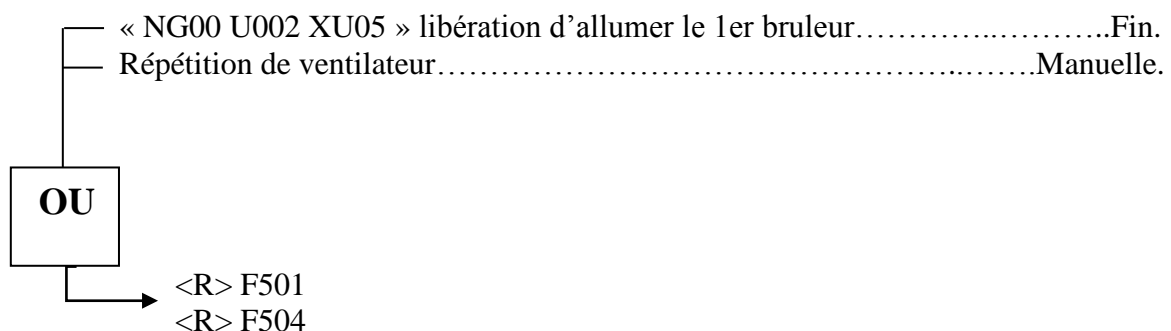 « NG00 U002 XU05 » libération d’allumer le 1er bruleur…………..………..Fin.
Répétition de ventilateur…………………………………………..…….Manuelle.
OU
<R> F501
<R> F504